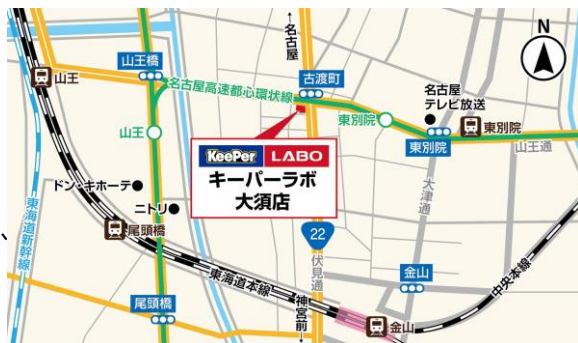 名古屋
N
山王橋
山王
名古屋高速都心環状線
古渡町
名古屋
テレビ放送
東別院
東別院
東別院
山王通
山王
KeePer LABO
キーパーラボ
大須店
大津通
ドン・キホーテ
ニトリ
尾頭橋
東海道新幹線
22
伏見通
金山
東海道本線
中央本線
尾頭橋
神宮前
金山
、